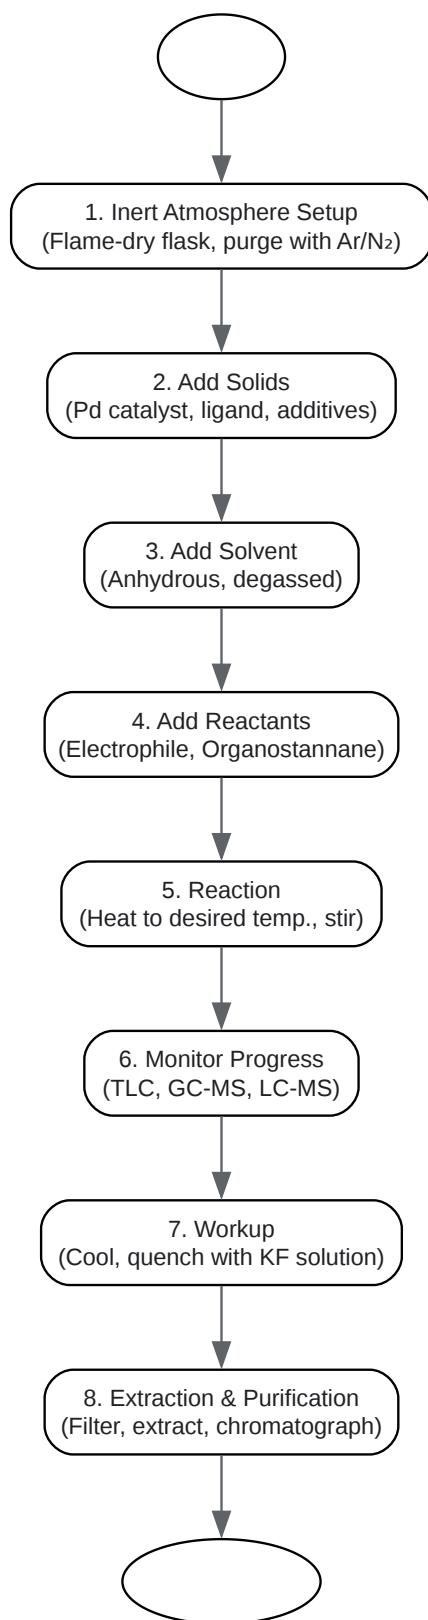 1. Inert Atmosphere Setup
(Flame-dry flask, purge with Ar/N₂)
2. Add Solids
(Pd catalyst, ligand, additives)
3. Add Solvent
(Anhydrous, degassed)
4. Add Reactants
(Electrophile, Organostannane)
5. Reaction
(Heat to desired temp., stir)
6. Monitor Progress
(TLC, GC-MS, LC-MS)
7. Workup
(Cool, quench with KF solution)
8. Extraction & Purification
(Filter, extract, chromatograph)